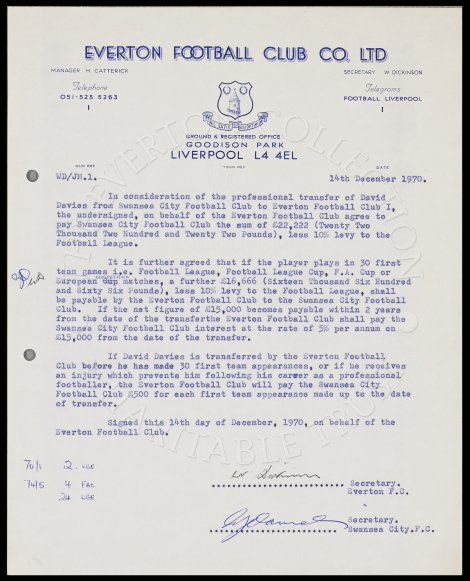 EVERTON FOOTBALL CLUB CO. LTD
MANAGER H. CATTERICK
SECRETARY W. DICKINSON
Telephone
051-525 5263
Telegrams
FOOTBALL LIVERPOOL
GROUND & REGISTERED OFFICE
GOODISON PARK
LIVERPOOL L4 4EL
OUR REF
YOUR REF
DATE
WD/JM.1.
14th December 1970.
In consideration of the professional transfer of David
Davies from Swansea City Football Club to Everton Football Club I,
the undersigned, on behalf of the Everton Football Club agree to
pay Swansea City Football Club the sum of £22,222 (Twenty Two
Thousand Two Hundred and Twenty Two Pounds), less 10% levy to the
Football League.
It is further agreed if the player plays in 30 first
team games i.e. Football League, Football League Cup, F.A. Cup or
European Cup matches, a further £16,666 (Sixteen Thousand Six Hundred
and Sixty Six Pounds), less 10% levy to the Football League, shall
be payable by the Everton Football Club to the Swansea City Football
Club. If the net figure of £15,000 becomes payable within 2 years
from the date of the transferthe Everton Football Club shall pay the
Swansea City Football Club interest at the rate of 5% per annum on
£15,000 from the date of the transfer.
If David Davies is transferred by the Everton Football
Club before he has made 30 first team appearances, or if he receives
an injury which prevents him following his career as a professional
footballer, the Everton Football Club will pay the Swansea City
Football Club £500 for each first team appearance made up to the date
of transfer.
Signed this 14th day of December, 1970, on behalf of the
Everton Football Club.
70/1 2 LGE
74/5 4 FAC
24 LGE
Secretary.
Everton F.C.
Secretary.
Swansea City.F.C.
EVERTON COLLECTION
CHARITABLE TRUST